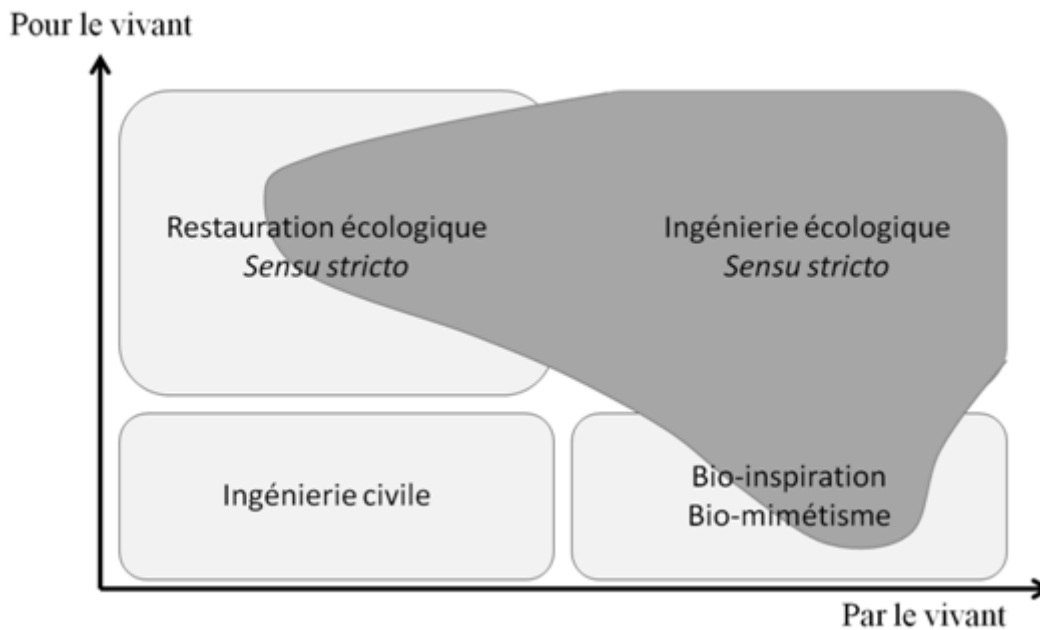 Pour le vivant
Restauration écologique
Sensu stricto
Ingénierie écologique
Sensu stricto
Ingénierie civile
Bio-inspiration
Bio-mimétisme
Par le vivant